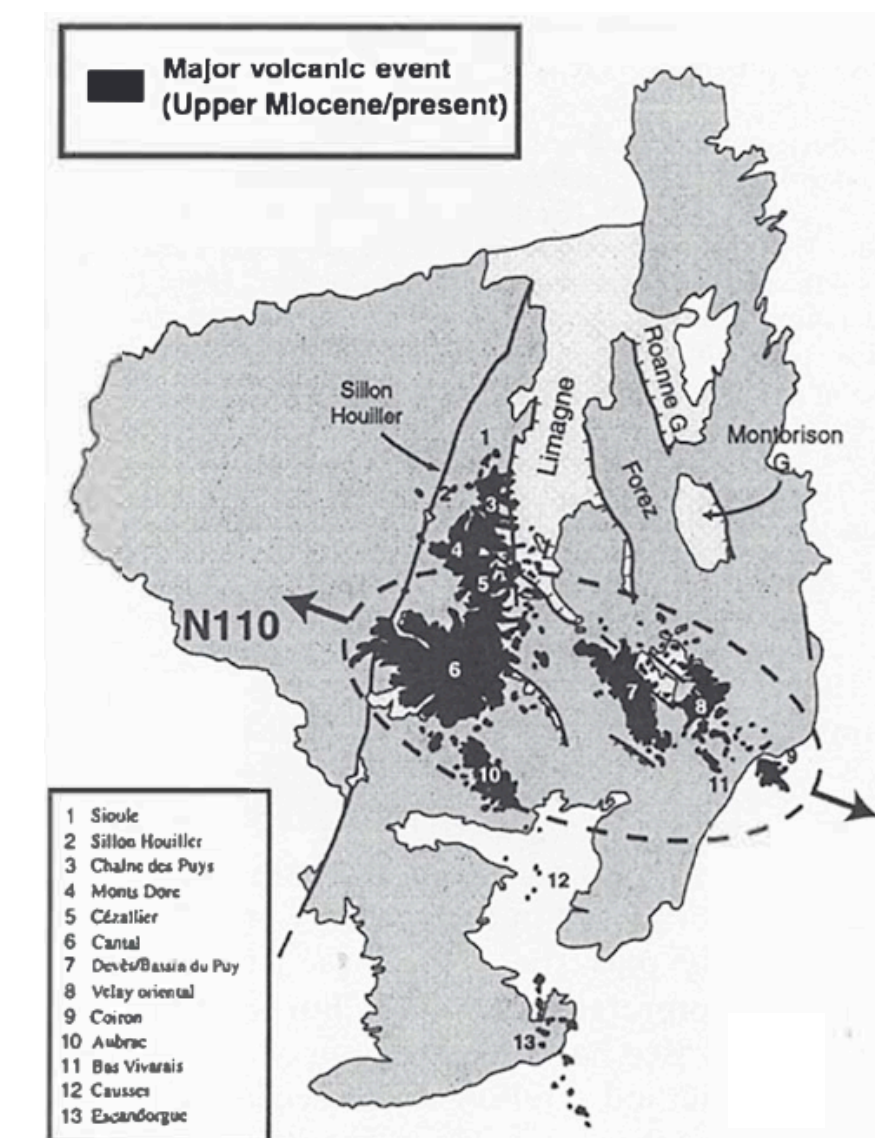 Major volcanic event
(Upper Miocene/present)
Sillon
Houiller
Limagne
Roanne G
Forez
Montorison
G
N110
1
2
3
4
5
6
7
8
9
10
11
12
13
1 Sioule
2 Sillon Houiller
3 Chaîne des Puys
4 Monts Dore
5 Cézallier
6 Cantal
7 Devès/Bassin du Puy
8 Velay oriental
9 Coiron
10 Aubrac
11 Bas Vivarais
12 Causses
13 Escandorgue